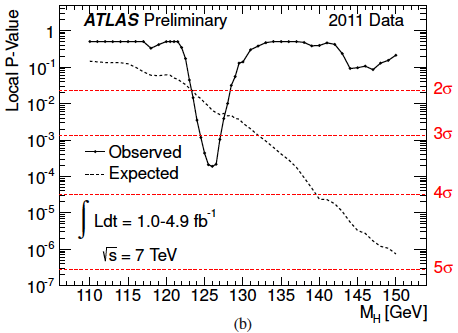 ATLAS Preliminary 2011 Data
Local P-Value
1
10-1
10-2
10-3
10-4
10-5
10-6
10-7
2σ
3σ
4σ
5σ
Observed
Expected
∫ Ldt = 1.0-4.9 fb-1
√s = 7 TeV
110 115 120 125 130 135 140 145 150
MH [GeV]
(b)